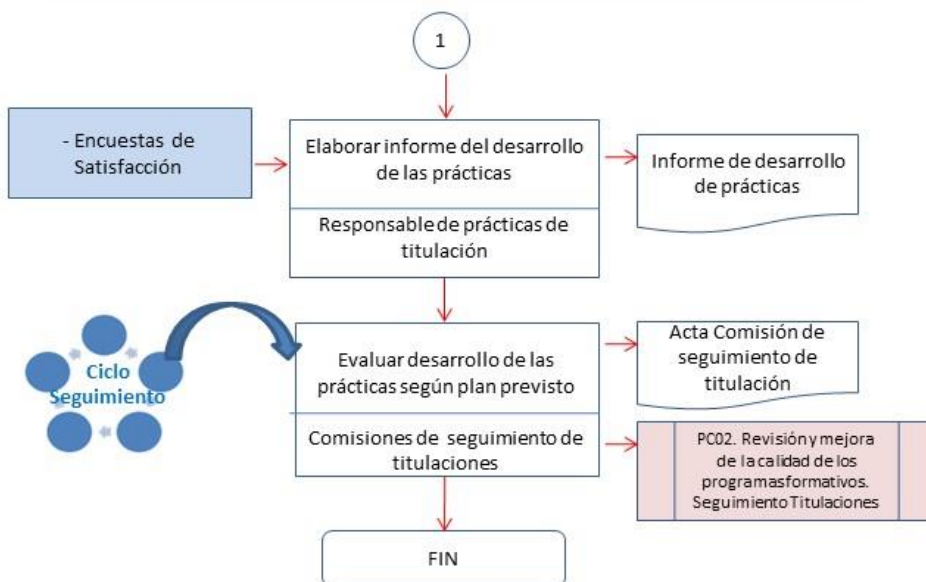 1
- Encuestas de
Satisfacción
Elaborar informe del desarrollo
de las prácticas
Responsable de prácticas de
titulación
Informe de desarrollo
de prácticas
Ciclo
Seguimiento
Evaluar desarrollo de las
prácticas según plan previsto
Comisiones de seguimiento de
titulaciones
Acta Comisión de
seguimiento de
titulación
PC02. Revisión y mejora
de la calidad de los
programasformativos.
Seguimiento Titulaciones
FIN